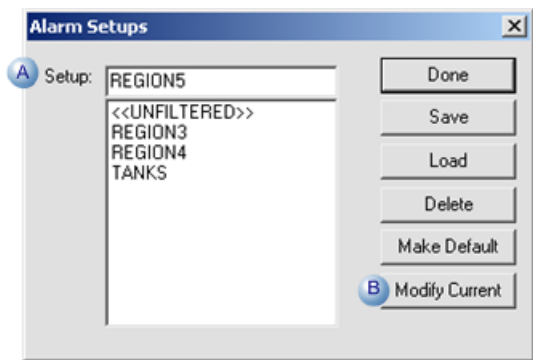 Alarm Setups
A Setup: REGION5
<<UNFILTERED>>
REGION3
REGION4
TANKS
Done
Save
Load
Delete
Make Default
B Modify Current